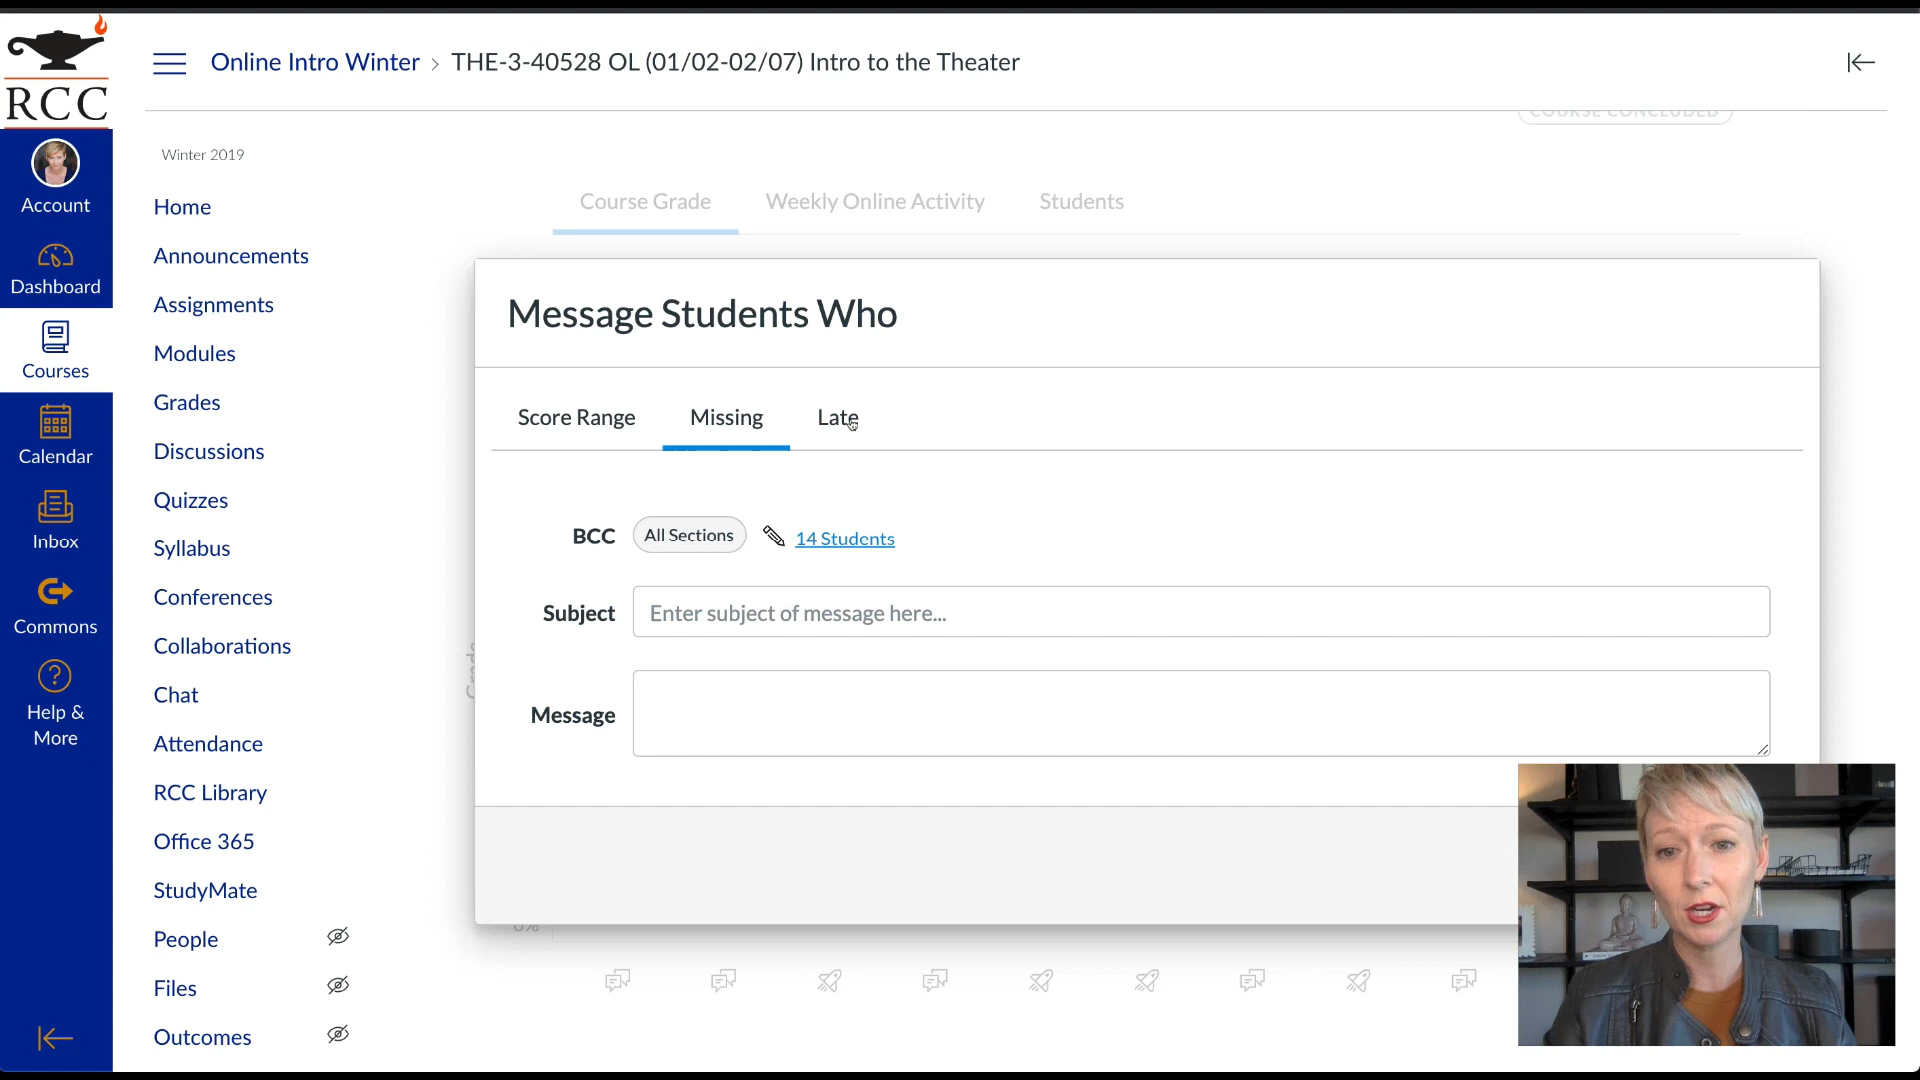 RCC
Online Intro Winter › THE-3-40528 OL (01/02-02/07) Intro to the Theater
COURSE CONCLUDED
Account
Dashboard
Courses
Calendar
Inbox
Commons
Help &
More
Winter 2019
Home
Announcements
Assignments
Modules
Grades
Discussions
Quizzes
Syllabus
Conferences
Collaborations
Chat
Attendance
RCC Library
Office 365
StudyMate
People
Files
Outcomes
Course Grade Weekly Online Activity Students
Message Students Who
Score Range Missing Late
BCC All Sections 14 Students
Subject Enter subject of message here...
Message
0%